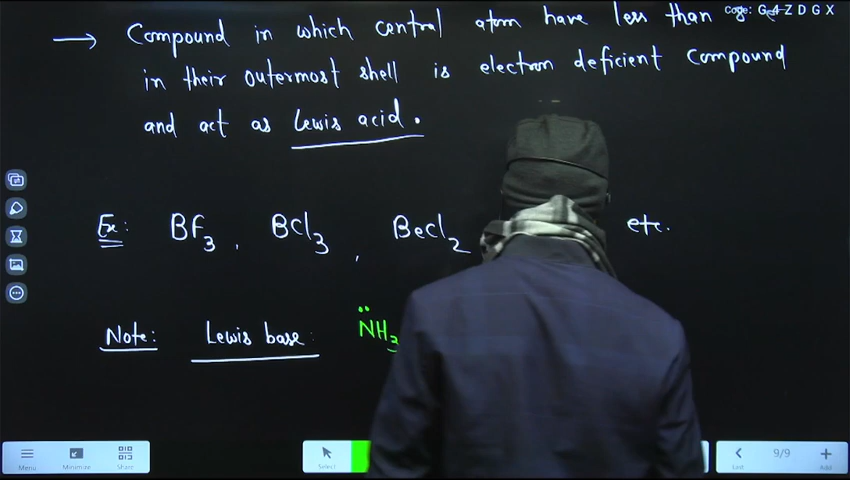 Code: G 4 Z D G X
→ Compound in which central atom have less than 8 e⁻
in their outermost shell is electron deficient compound
and act as Lewis acid.
Ex: BF₃, BCl₃, BeCl₂ etc.
Note: Lewis base: N̈H₃
Menu Minimize Share Select 9/9 Add